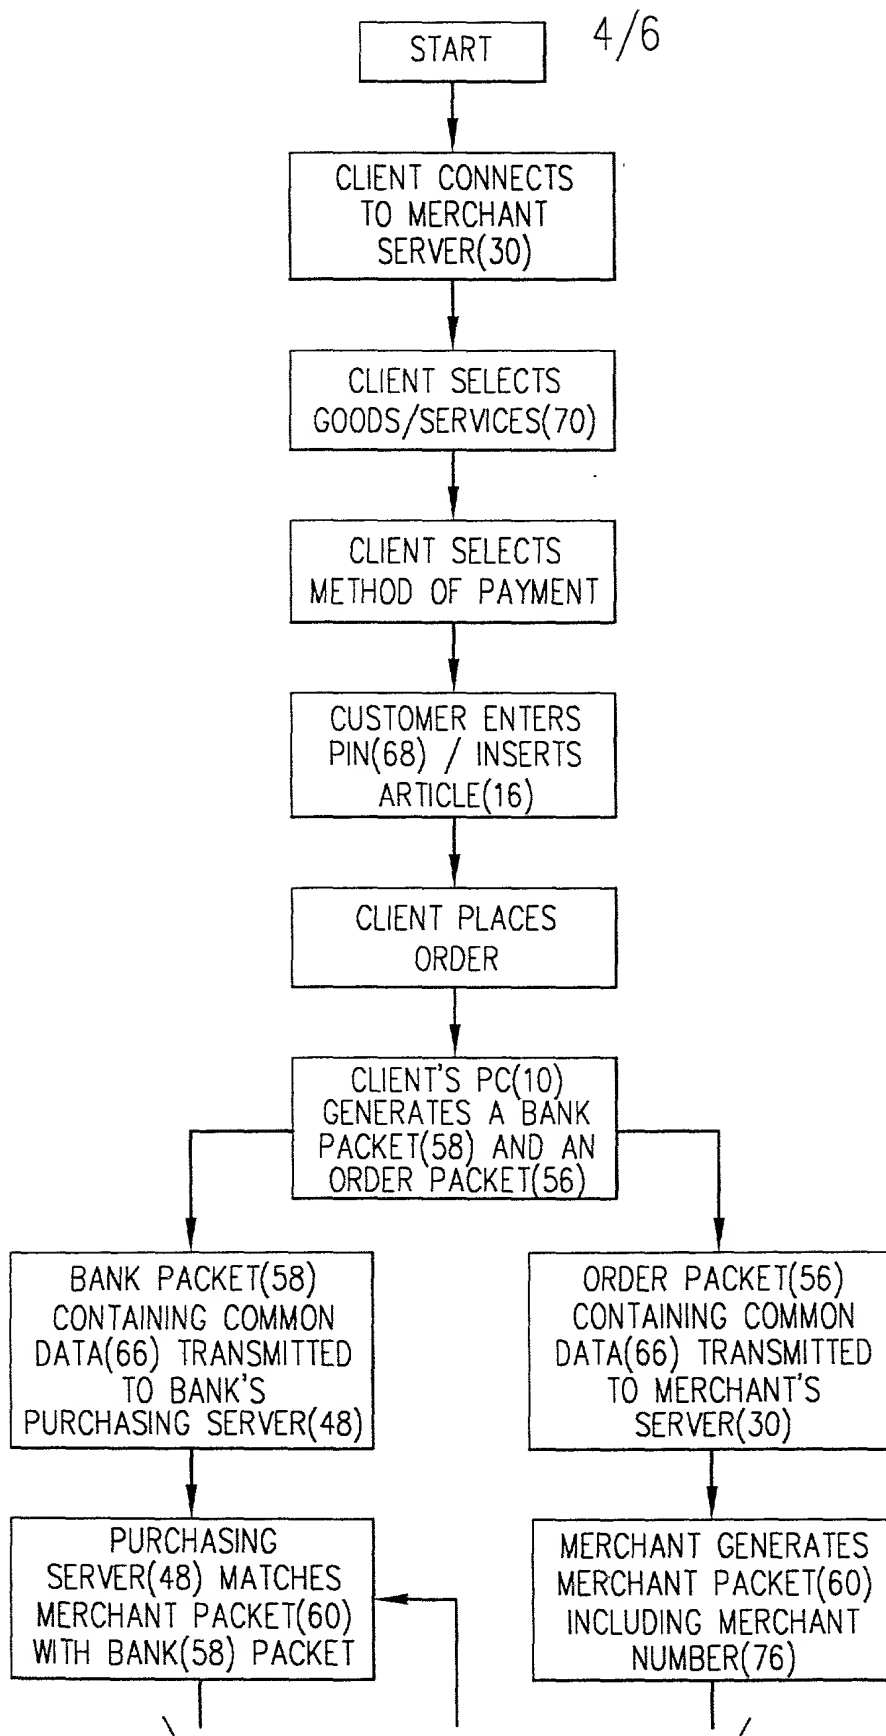 4/6
START
CLIENT CONNECTS
TO MERCHANT
SERVER(30)
CLIENT SELECTS
GOODS/SERVICES(70)
CLIENT SELECTS
METHOD OF PAYMENT
CUSTOMER ENTERS
PIN(68) / INSERTS
ARTICLE(16)
CLIENT PLACES
ORDER
CLIENT'S PC(10)
GENERATES A BANK
PACKET(58) AND AN
ORDER PACKET(56)
BANK PACKET(58)
CONTAINING COMMON
DATA(66) TRANSMITTED
TO BANK'S
PURCHASING SERVER(48)
ORDER PACKET(56)
CONTAINING COMMON
DATA(66) TRANSMITTED
TO MERCHANT'S
SERVER(30)
PURCHASING
SERVER(48) MATCHES
MERCHANT PACKET(60)
WITH BANK(58) PACKET
MERCHANT GENERATES
MERCHANT PACKET(60)
INCLUDING MERCHANT
NUMBER(76)